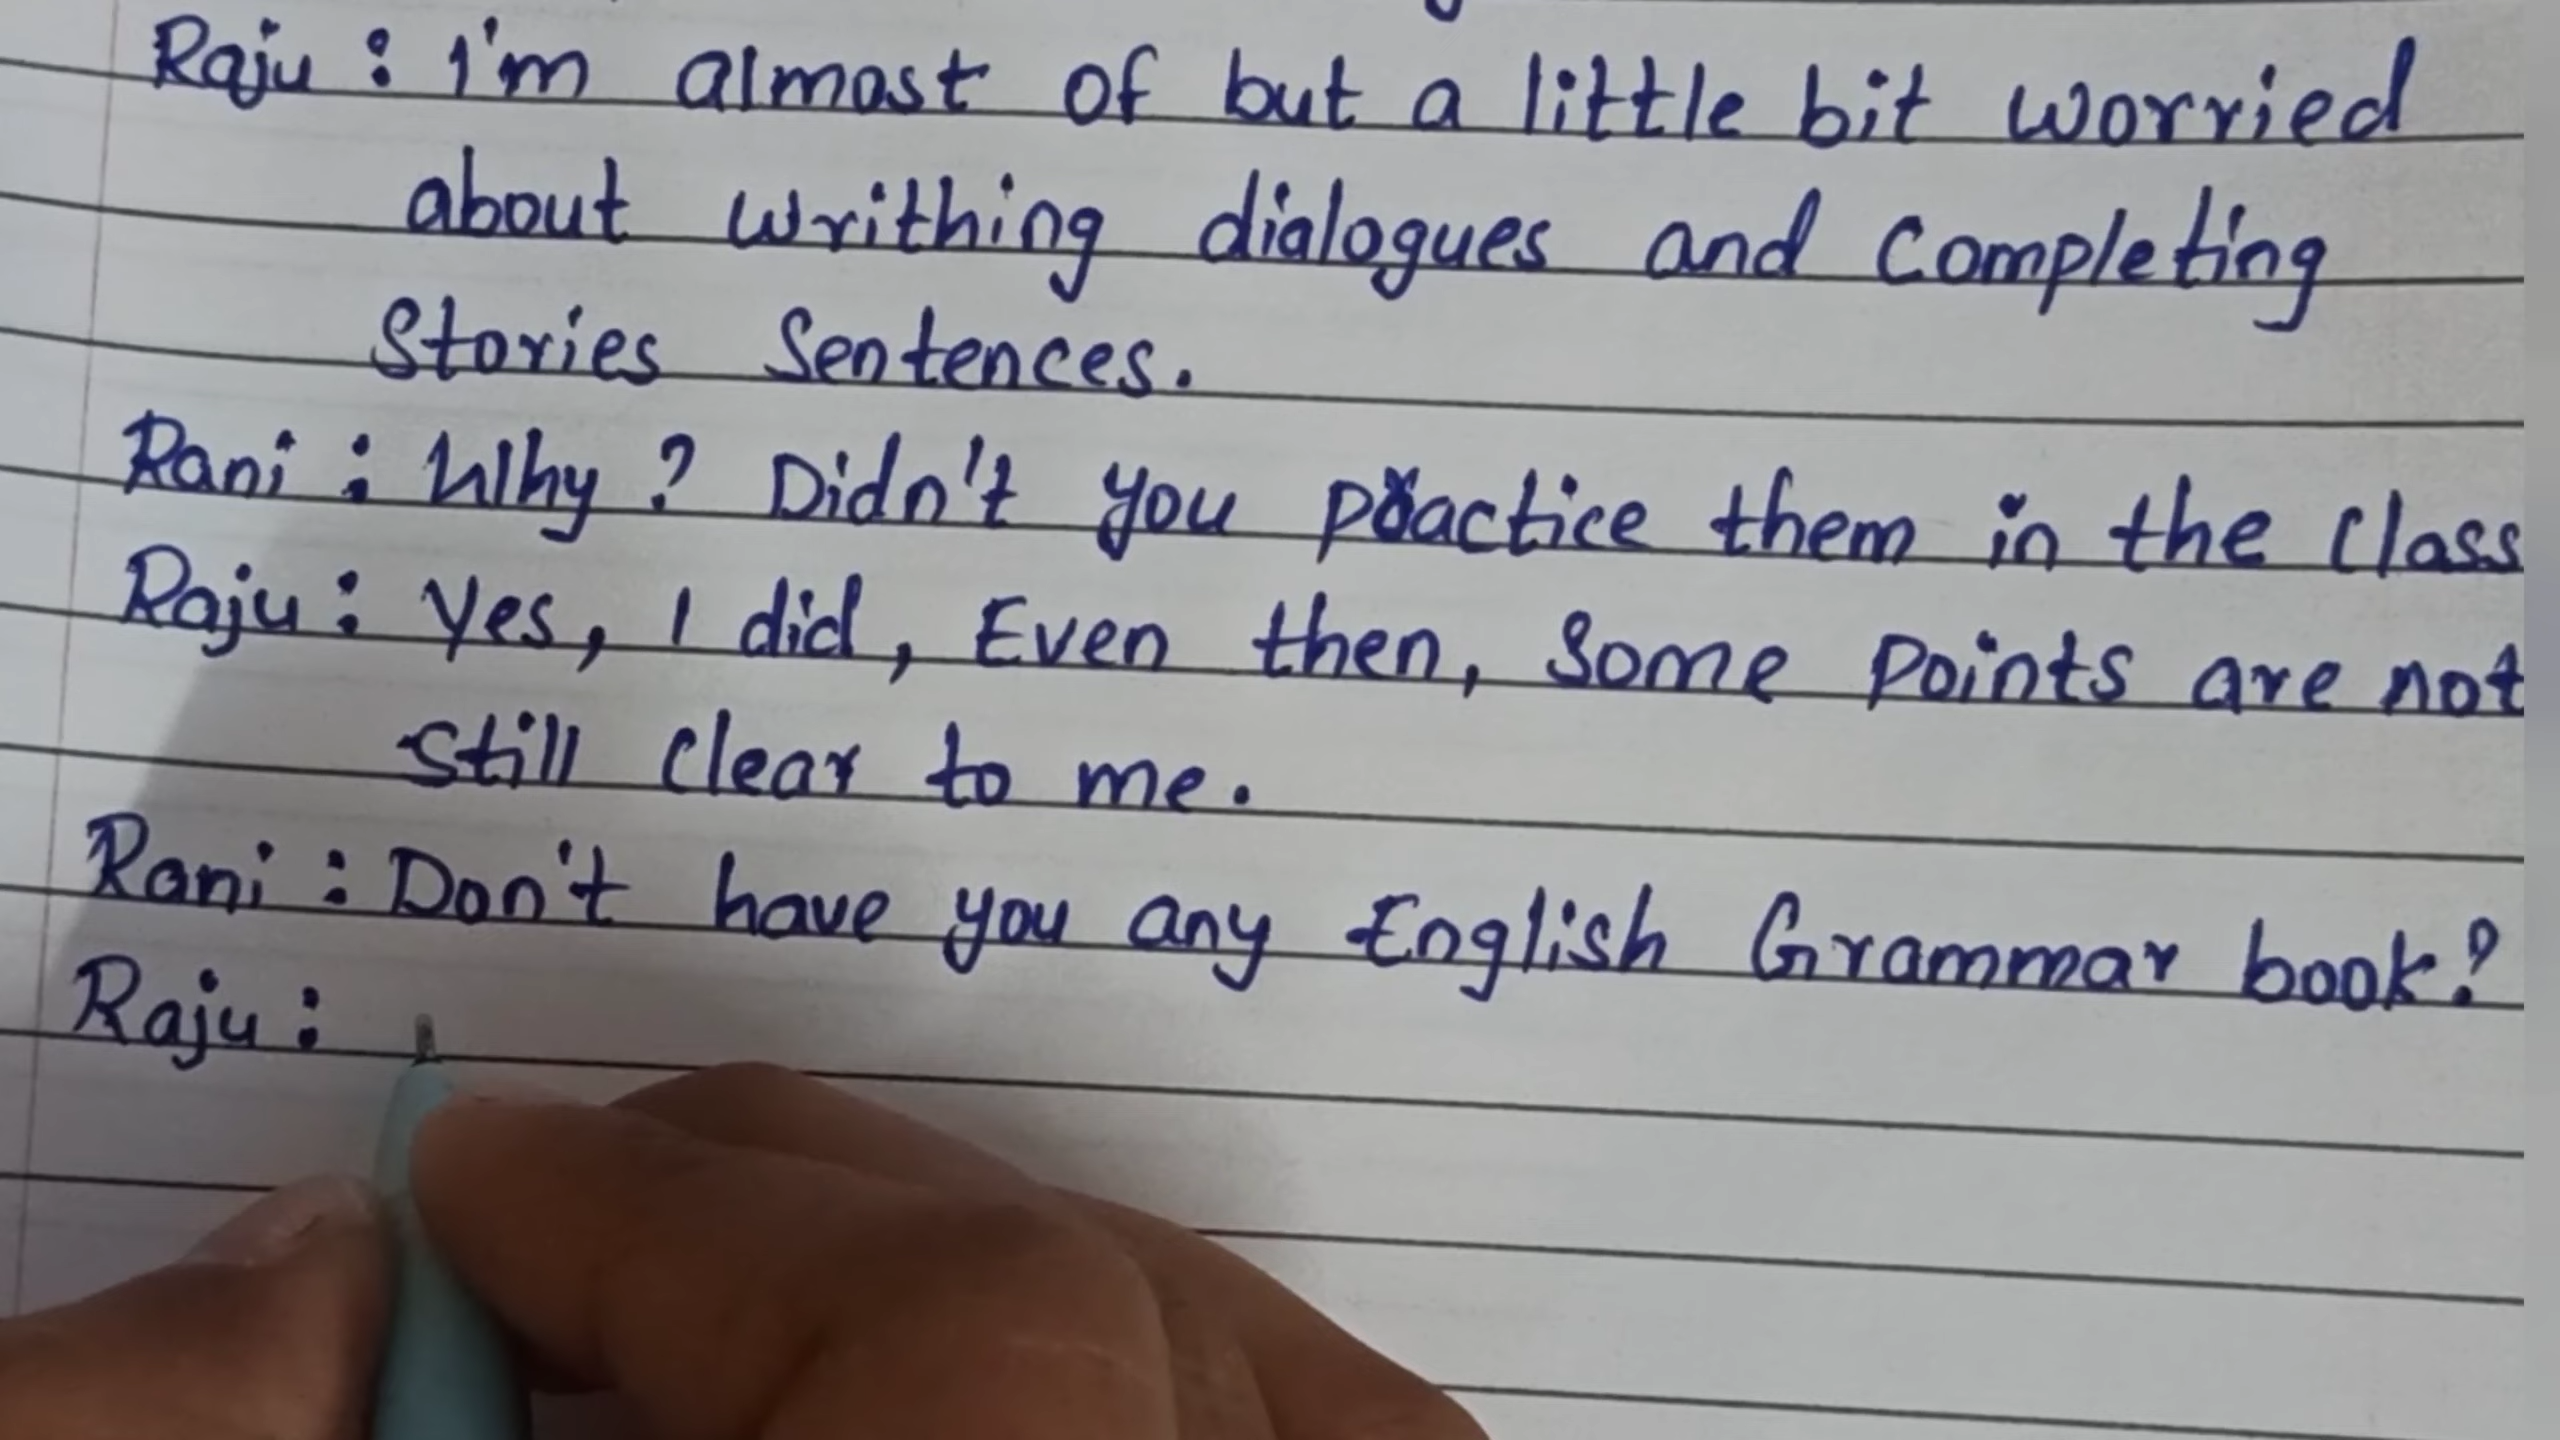 Raju : I'm almost of but a little bit worried
about writhing dialogues and completing
Stories Sentences.
Rani : Why ? Didn't you practice them in the class
Raju : Yes, I did, Even then, Some Points are not
still clear to me.
Rani : Don't have you any English Grammar book?
Raju :